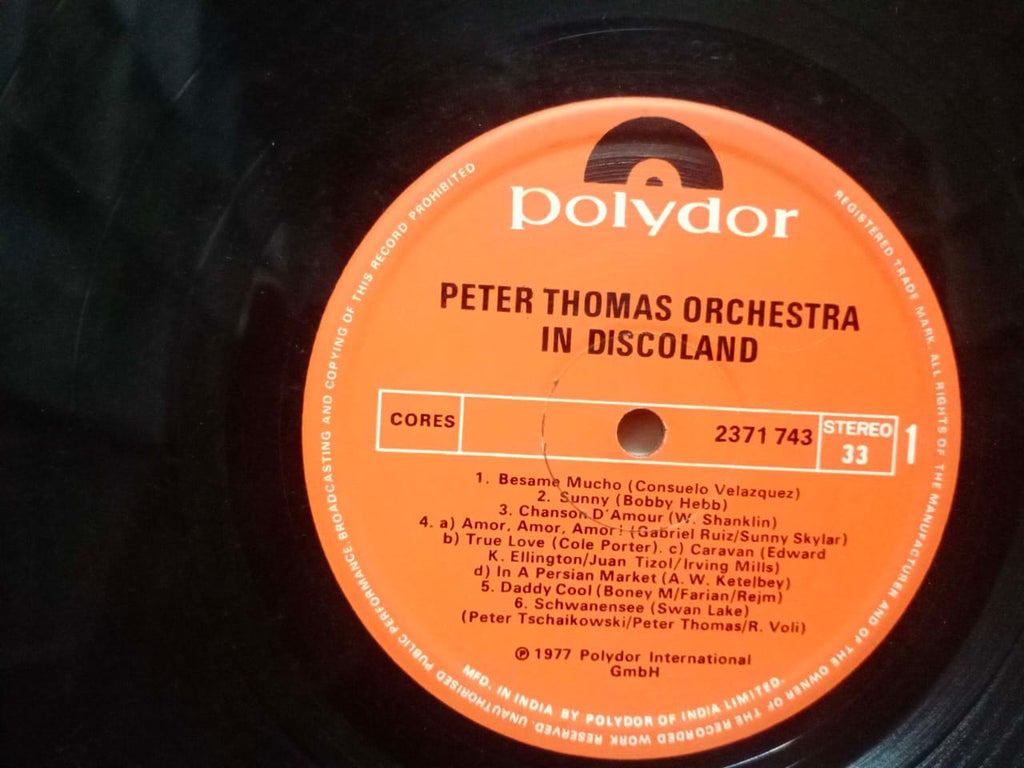 polydor
PETER THOMAS ORCHESTRA
IN DISCOLAND
CORES
2371 743
STEREO
33
1
1. Besame Mucho (Consuelo Velazquez)
2. Sunny (Bobby Hebb)
3. Chanson D'Amour (W. Shanklin)
4. a) Amor, Amor, Amor! (Gabriel Ruiz/Sunny Skylar)
b) True Love (Cole Porter). c) Caravan (Edward
K. Ellington/Juan Tizol/Irving Mills)
d) In A Persian Market (A. W. Ketelbey)
5. Daddy Cool (Boney M/Farian/Rejm)
6. Schwanensee (Swan Lake)
(Peter Tschaikowski/Peter Thomas/R. Voli)
℗ 1977 Polydor International
GmbH
MFD. IN INDIA BY POLYDOR OF INDIA LIMITED.
REGISTERED TRADE MARK. ALL RIGHTS OF THE MANUFACTURER AND OF THE OWNER OF THE RECORDED WORK RESERVED. UNAUTHORISED PUBLIC PERFORMANCE, BROADCASTING AND COPYING OF THIS RECORD PROHIBITED